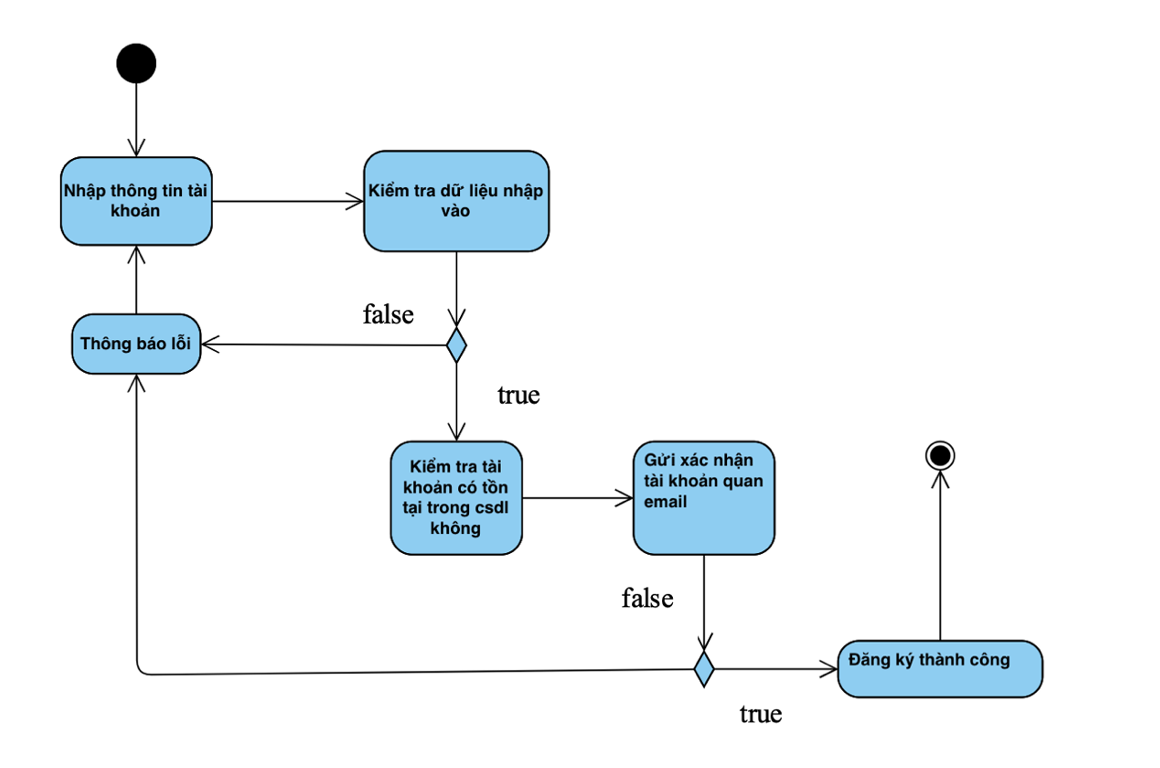 Nhập thông tin tài
khoản
Kiểm tra dữ liệu nhập
vào
false
Thông báo lỗi
true
Kiểm tra tài
khoản có tồn
tại trong csdl
không
Gửi xác nhận
tài khoản quan
email
false
Đăng ký thành công
true